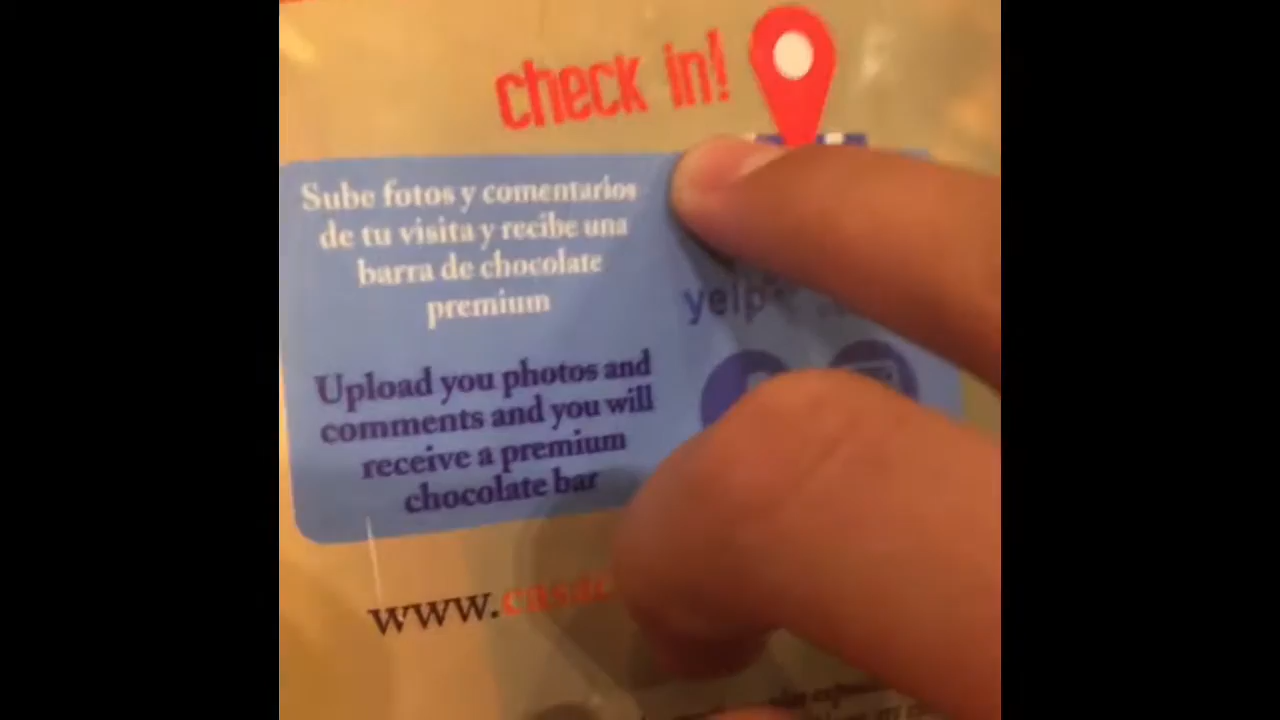 check in!
Sube fotos y comentarios
de tu visita y recibe una
barra de chocolate
premium
yelp
Upload you photos and
comments and you will
receive a premium
chocolate bar
www.